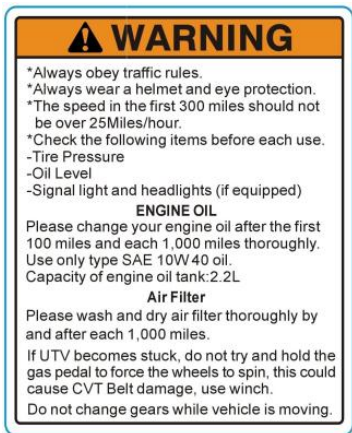 WARNING
*Always obey traffic rules.
*Always wear a helmet and eye protection.
*The speed in the first 300 miles should not
be over 25Miles/hour.
*Check the following items before each use.
-Tire Pressure
-Oil Level
-Signal light and headlights (if equipped)
ENGINE OIL
Please change your engine oil after the first
100 miles and each 1,000 miles thoroughly.
Use only type SAE 10W 40 oil.
Capacity of engine oil tank:2.2L
Air Filter
Please wash and dry air filter thoroughly by
and after each 1,000 miles.
If UTV becomes stuck, do not try and hold the
gas pedal to force the wheels to spin, this could
cause CVT Belt damage, use winch.
Do not change gears while vehicle is moving.